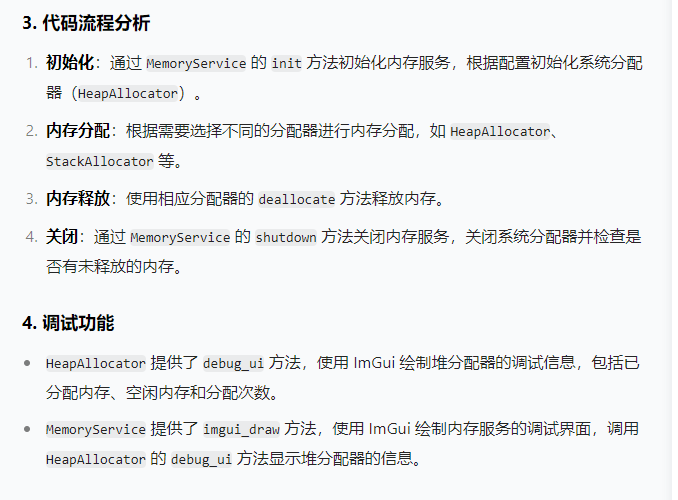 3. 代码流程分析
1. 初始化：通过 MemoryService 的 init 方法初始化内存服务，根据配置初始化系统分配
器（HeapAllocator）。
2. 内存分配：根据需要选择不同的分配器进行内存分配，如 HeapAllocator、
StackAllocator 等。
3. 内存释放：使用相应分配器的 deallocate 方法释放内存。
4. 关闭：通过 MemoryService 的 shutdown 方法关闭内存服务，关闭系统分配器并检查是
否有未释放的内存。
4. 调试功能
• HeapAllocator 提供了 debug_ui 方法，使用 ImGui 绘制堆分配器的调试信息，包括已
分配内存、空闲内存和分配次数。
• MemoryService 提供了 imgui_draw 方法，使用 ImGui 绘制内存服务的调试界面，调用
HeapAllocator 的 debug_ui 方法显示堆分配器的信息。